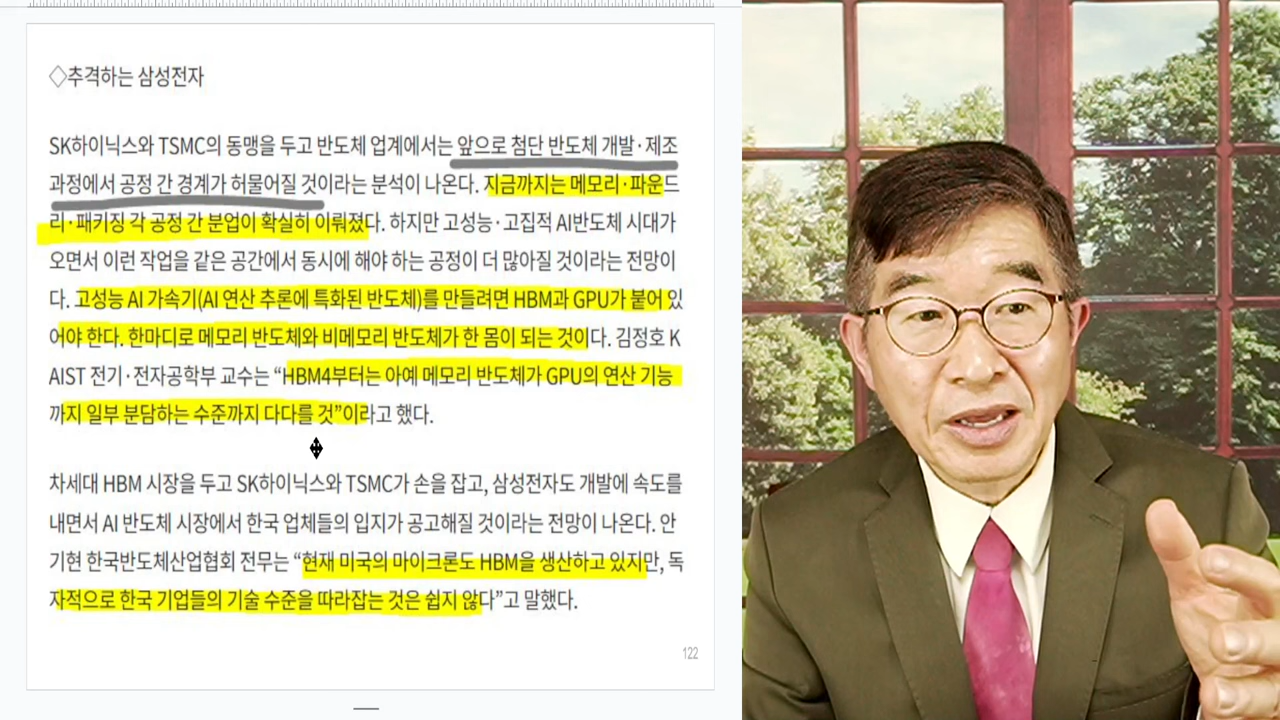 ◇추격하는 삼성전자
SK하이닉스와 TSMC의 동맹을 두고 반도체 업계에서는 앞으로 첨단 반도체 개발·제조
과정에서 공정 간 경계가 허물어질 것이라는 분석이 나온다. 지금까지는 메모리·파운드
리·패키징 각 공정 간 분업이 확실히 이뤄졌다. 하지만 고성능·고집적 AI반도체 시대가
오면서 이런 작업을 같은 공간에서 동시에 해야 하는 공정이 더 많아질 것이라는 전망이
다. 고성능 AI 가속기(AI 연산 추론에 특화된 반도체)를 만들려면 HBM과 GPU가 붙어 있
어야 한다. 한마디로 메모리 반도체와 비메모리 반도체가 한 몸이 되는 것이다. 김정호 K
AIST 전기·전자공학부 교수는 “HBM4부터는 아예 메모리 반도체가 GPU의 연산 기능
까지 일부 분담하는 수준까지 다다를 것”이라고 했다.
차세대 HBM 시장을 두고 SK하이닉스와 TSMC가 손을 잡고, 삼성전자도 개발에 속도를
내면서 AI 반도체 시장에서 한국 업체들의 입지가 공고해질 것이라는 전망이 나온다. 안
기현 한국반도체산업협회 전무는 “현재 미국의 마이크론도 HBM을 생산하고 있지만, 독
자적으로 한국 기업들의 기술 수준을 따라잡는 것은 쉽지 않다”고 말했다.
122